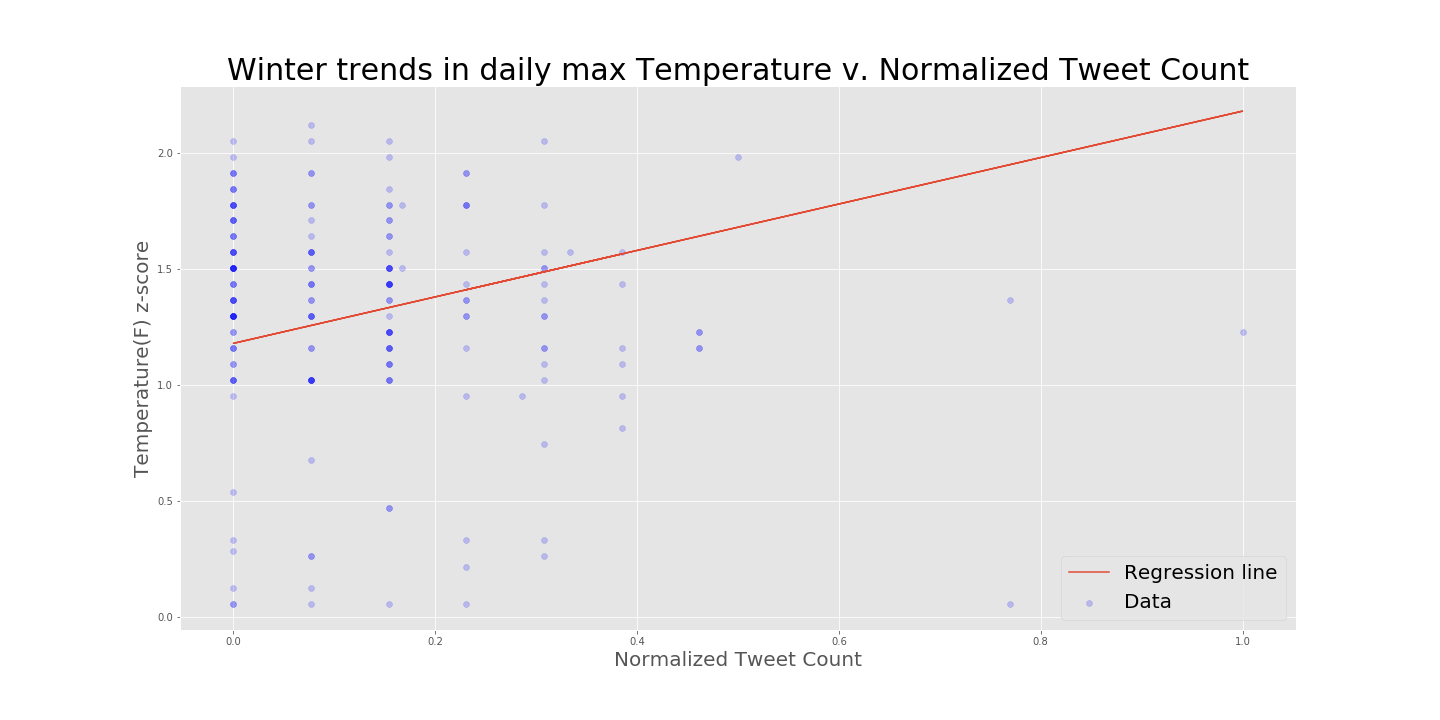 Winter trends in daily max Temperature v. Normalized Tweet Count
Temperature(F) z-score
2.0
1.5
1.0
0.5
0.0
0.0 0.2 0.4 0.6 0.8 1.0
Normalized Tweet Count
Regression line
Data